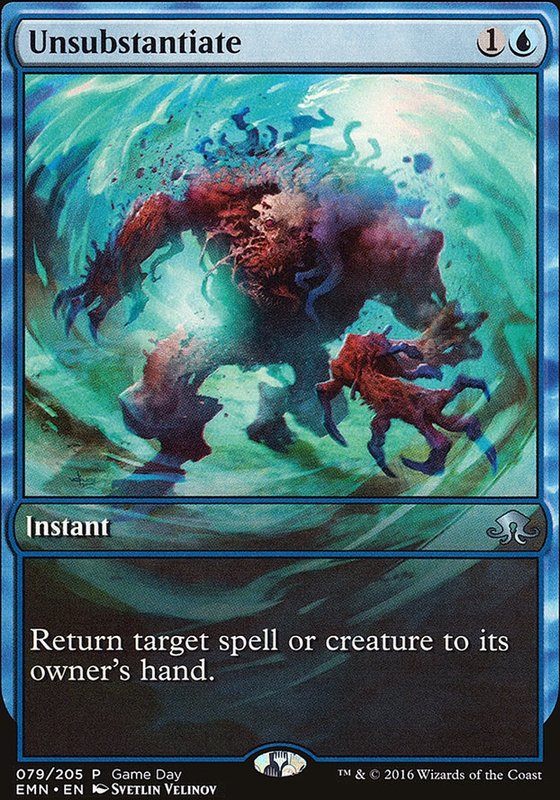 Unsubstantiate 1
Instant
Return target spell or creature to its
owner's hand.
079/205 P Game Day
EMN • EN Svetlin Velinov
™ & © 2016 Wizards of the Coast